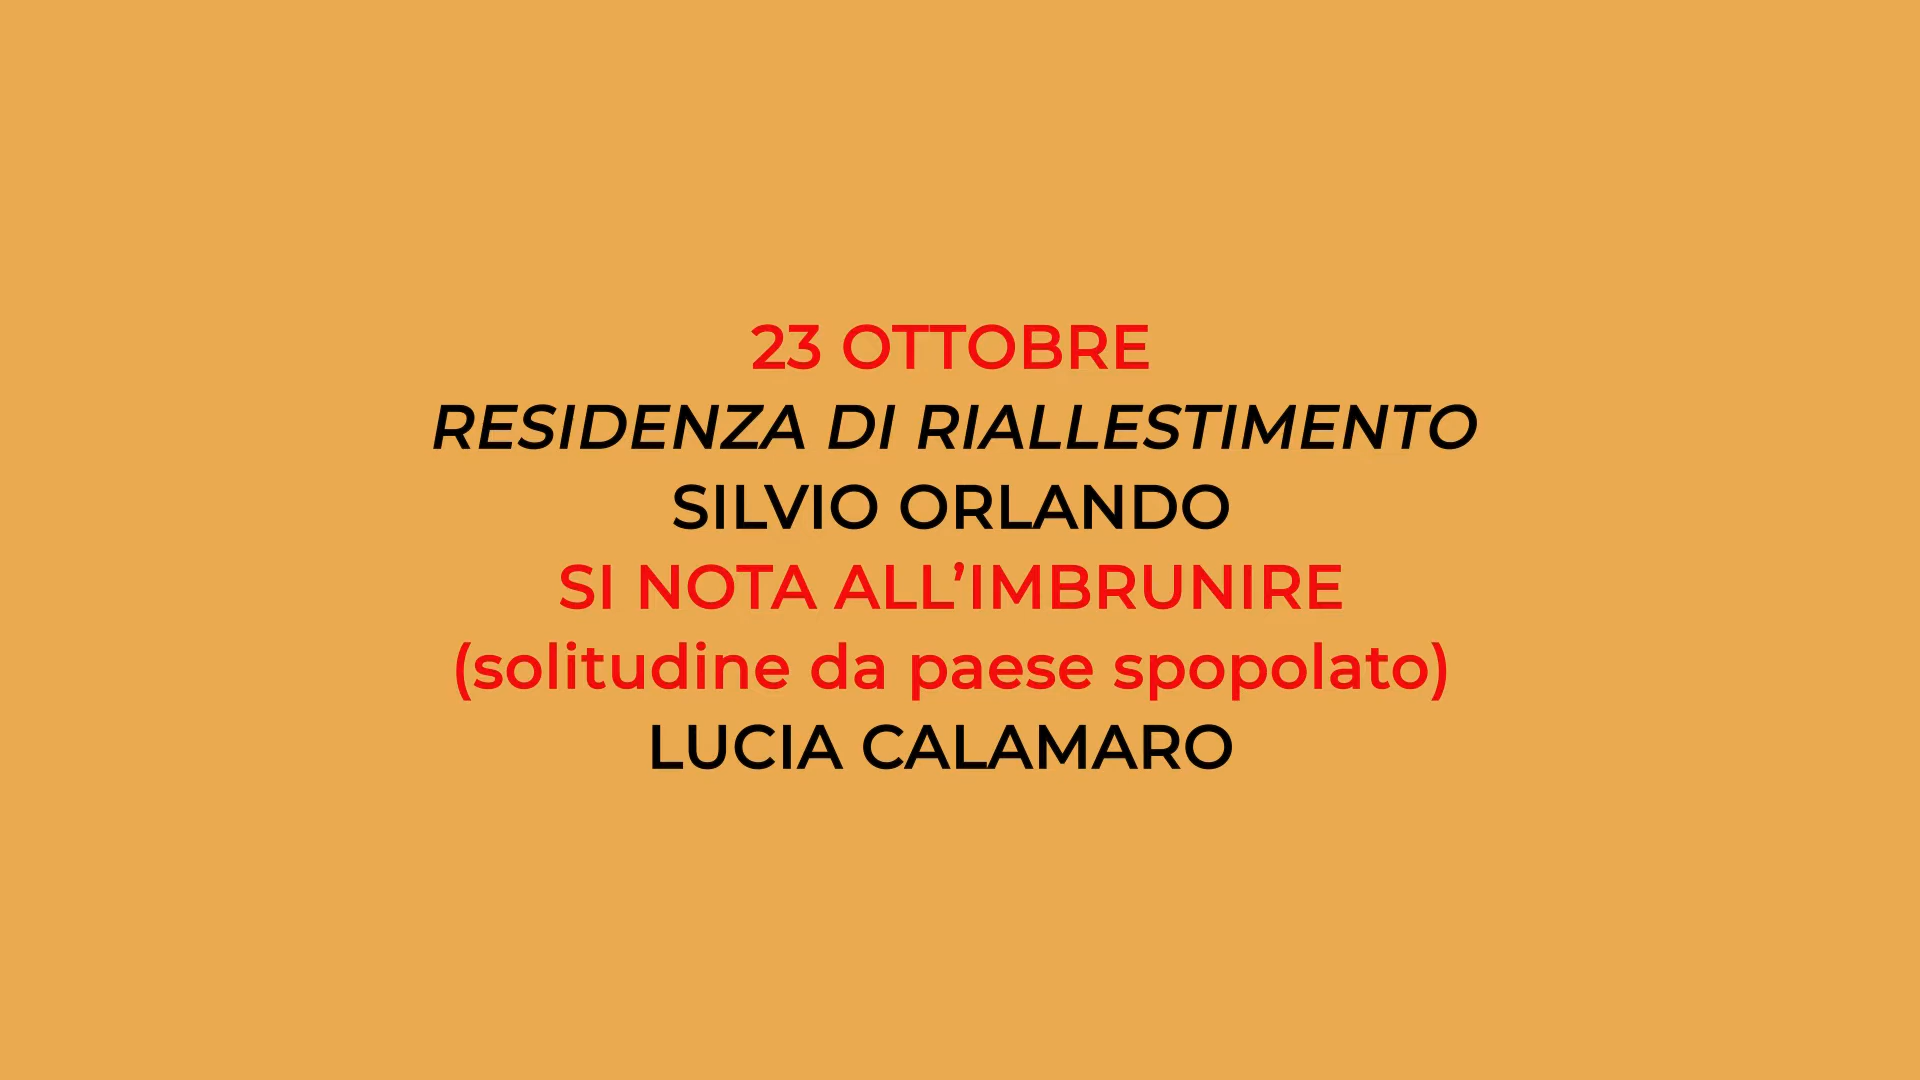 23 OTTOBRE
RESIDENZA DI RIALLESTIMENTO
SILVIO ORLANDO
SI NOTA ALL’IMBRUNIRE
(solitudine da paese spopolato)
LUCIA CALAMARO